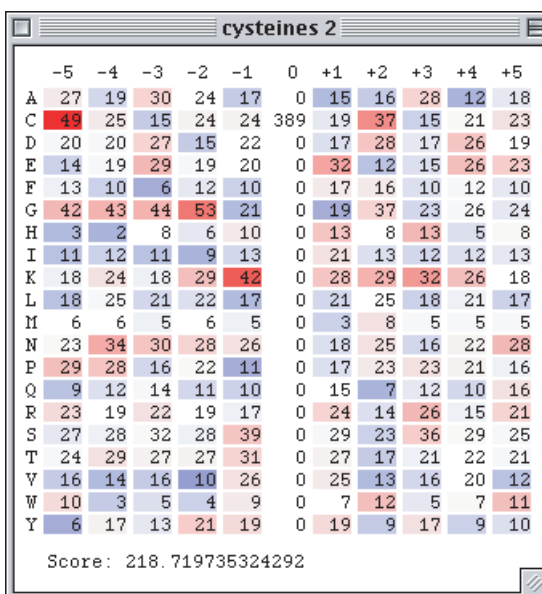 cysteines 2
-5 -4 -3 -2 -1 0 +1 +2 +3 +4 +5
A 27 19 30 24 17 0 15 16 28 12 18
C 49 25 15 24 24 389 19 37 15 21 23
D 20 20 27 15 22 0 17 28 17 26 19
E 14 19 29 19 20 0 32 12 15 26 23
F 13 10 6 12 10 0 17 16 10 12 10
G 42 43 44 53 21 0 19 37 23 26 24
H 3 2 8 6 10 0 13 8 13 5 8
I 11 12 11 9 13 0 21 13 12 12 13
K 18 24 18 29 42 0 28 29 32 26 18
L 18 25 21 22 17 0 21 25 18 21 17
M 6 6 5 6 5 0 3 8 5 5 5
N 23 34 30 28 26 0 18 25 16 22 28
P 29 28 16 22 11 0 17 23 23 21 16
Q 9 12 14 11 10 0 15 7 12 10 16
R 23 19 22 19 17 0 24 14 26 15 21
S 27 28 32 28 39 0 29 23 36 29 25
T 24 29 27 27 31 0 27 17 21 22 21
V 16 14 16 10 26 0 25 13 16 20 12
W 10 3 5 4 9 0 7 12 5 7 11
Y 6 17 13 21 19 0 19 9 17 9 10
Score: 218.719735324292